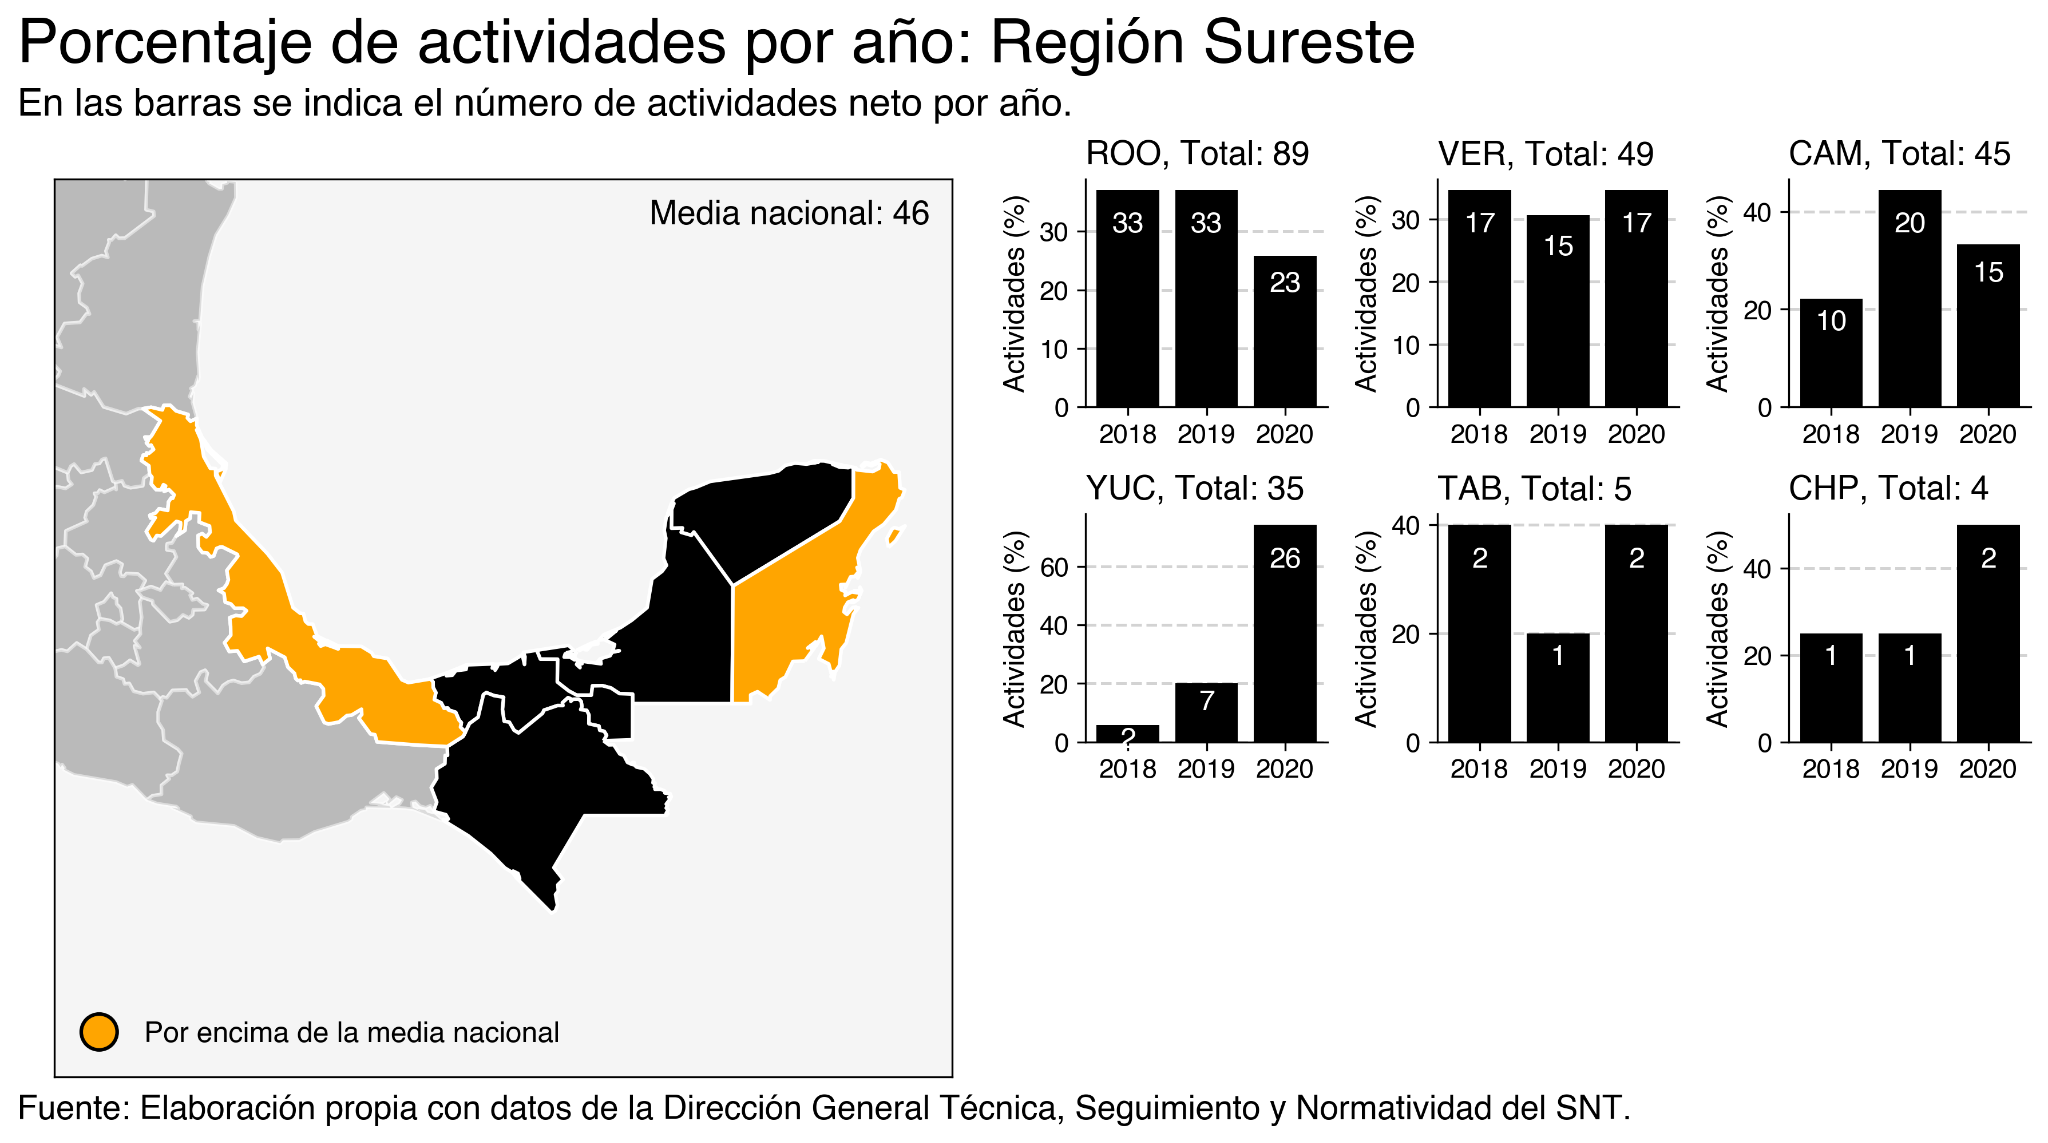 Porcentaje de actividades por año: Región Sureste
En las barras se indica el número de actividades neto por año.
Media nacional: 46
Por encima de la media nacional
ROO, Total: 89
Actividades (%)
30
20
10
0
33
33
23
2018 2019 2020
VER, Total: 49
Actividades (%)
30
20
10
0
17
15
17
2018 2019 2020
CAM, Total: 45
Actividades (%)
40
20
0
10
20
15
2018 2019 2020
YUC, Total: 35
Actividades (%)
60
40
20
0
2
7
26
2018 2019 2020
TAB, Total: 5
Actividades (%)
40
20
0
2
1
2
2018 2019 2020
CHP, Total: 4
Actividades (%)
40
20
0
1
1
2
2018 2019 2020
Fuente: Elaboración propia con datos de la Dirección General Técnica, Seguimiento y Normatividad del SNT.